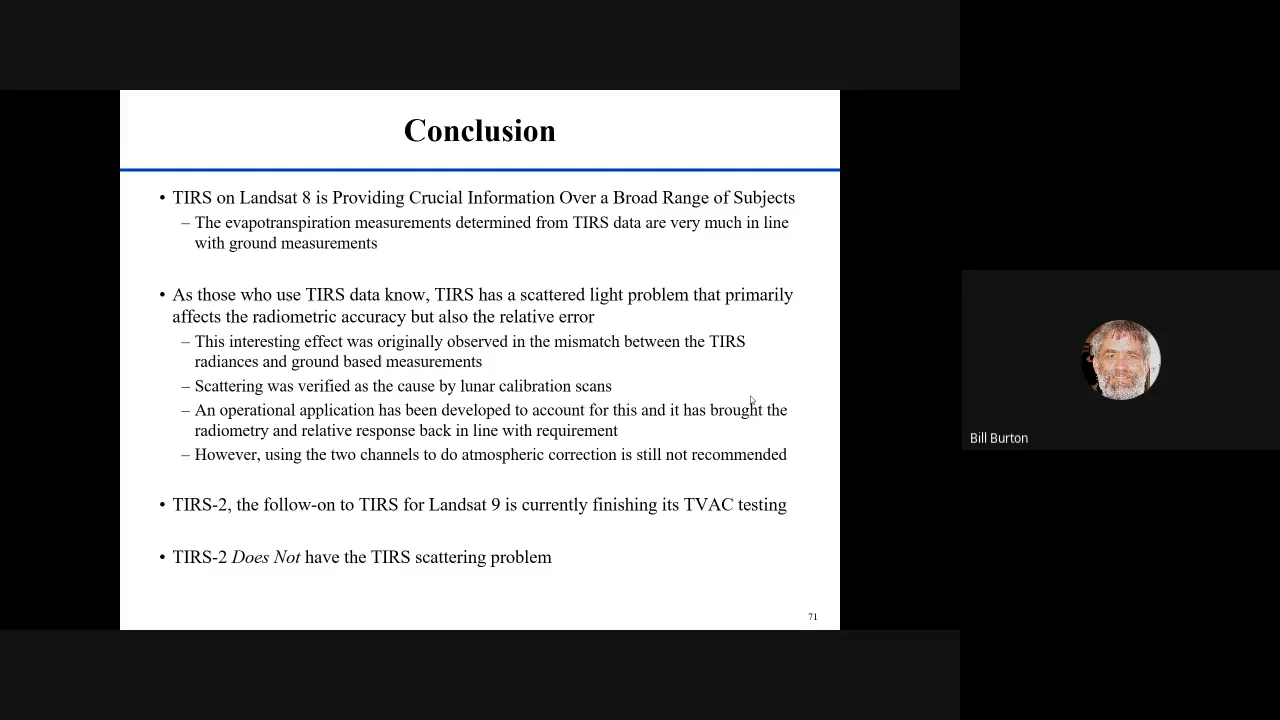 Conclusion
• TIRS on Landsat 8 is Providing Crucial Information Over a Broad Range of Subjects
– The evapotranspiration measurements determined from TIRS data are very much in line
with ground measurements
• As those who use TIRS data know, TIRS has a scattered light problem that primarily
affects the radiometric accuracy but also the relative error
– This interesting effect was originally observed in the mismatch between the TIRS
radiances and ground based measurements
– Scattering was verified as the cause by lunar calibration scans
– An operational application has been developed to account for this and it has brought the
radiometry and relative response back in line with requirement
– However, using the two channels to do atmospheric correction is still not recommended
• TIRS-2, the follow-on to TIRS for Landsat 9 is currently finishing its TVAC testing
• TIRS-2 Does Not have the TIRS scattering problem
71
Bill Burton